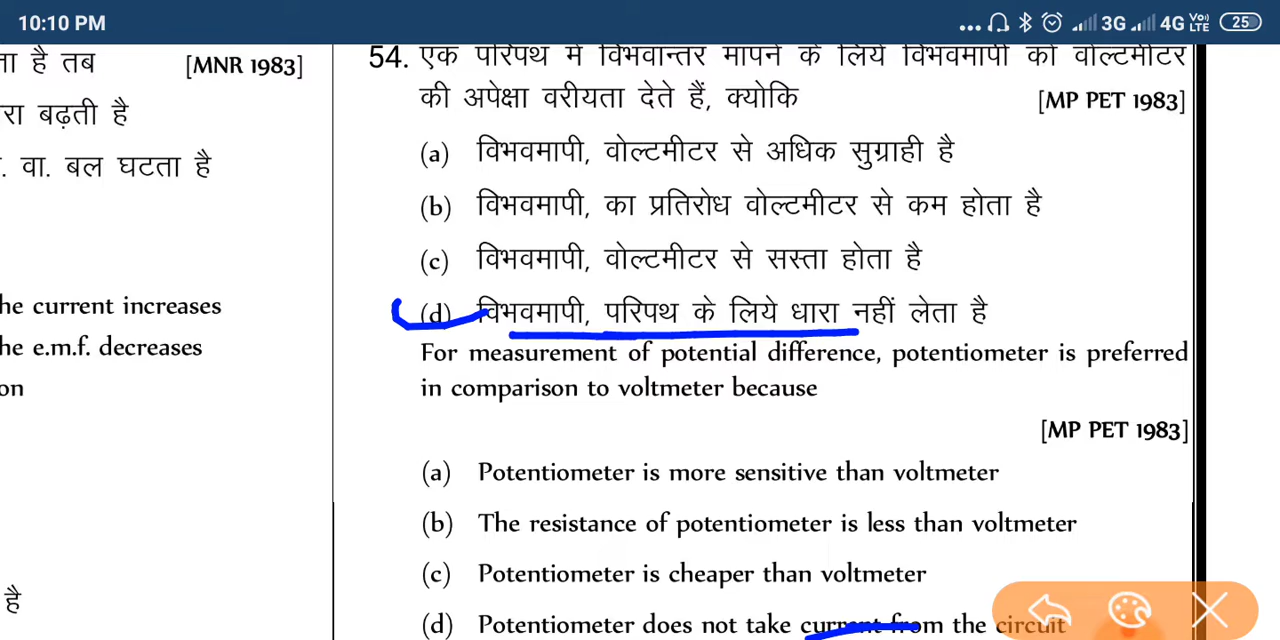 10:10 PM
... 3G 4G Vo) LTE 25
ता है तब [MNR 1983]
रा बढ़ती है
. वा. बल घटता है
he current increases
he e.m.f. decreases
on
है
54. एक परिपथ में विभवान्तर मापने के लिये विभवमापी को वोल्टमीटर
की अपेक्षा वरीयता देते हैं, क्योकि [MP PET 1983]
(a) विभवमापी, वोल्टमीटर से अधिक सुग्राही है
(b) विभवमापी, का प्रतिरोध वोल्टमीटर से कम होता है
(c) विभवमापी, वोल्टमीटर से सस्ता होता है
(d) विभवमापी, परिपथ के लिये धारा नहीं लेता है
For measurement of potential difference, potentiometer is preferred
in comparison to voltmeter because
[MP PET 1983]
(a) Potentiometer is more sensitive than voltmeter
(b) The resistance of potentiometer is less than voltmeter
(c) Potentiometer is cheaper than voltmeter
(d) Potentiometer does not take current from the circuit